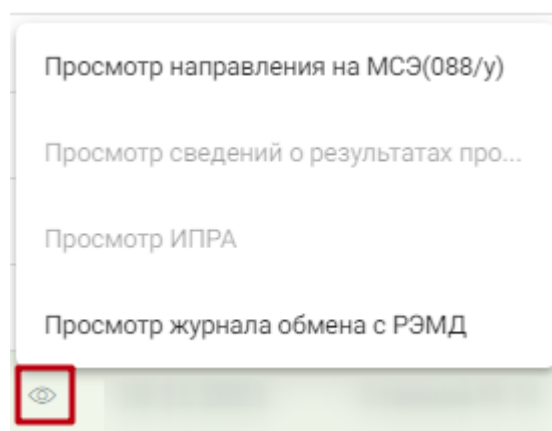 Просмотр направления на МСЭ(088/у)
Просмотр сведений о результатах про...
Просмотр ИПРА
Просмотр журнала обмена с РЭМД